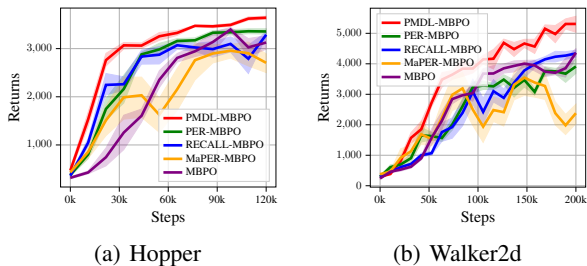 Returns
3,000
2,000
1,000
0k
30k
60k
90k
120k
Steps
PMDL-MBPO
PER-MBPO
RECALL-MBPO
MaPER-MBPO
MBPO
(a) Hopper
Returns
5,000
4,000
3,000
2,000
1,000
0
0k
50k
100k
150k
200k
Steps
PMDL-MBPO
PER-MBPO
RECALL-MBPO
MaPER-MBPO
MBPO
(b) Walker2d